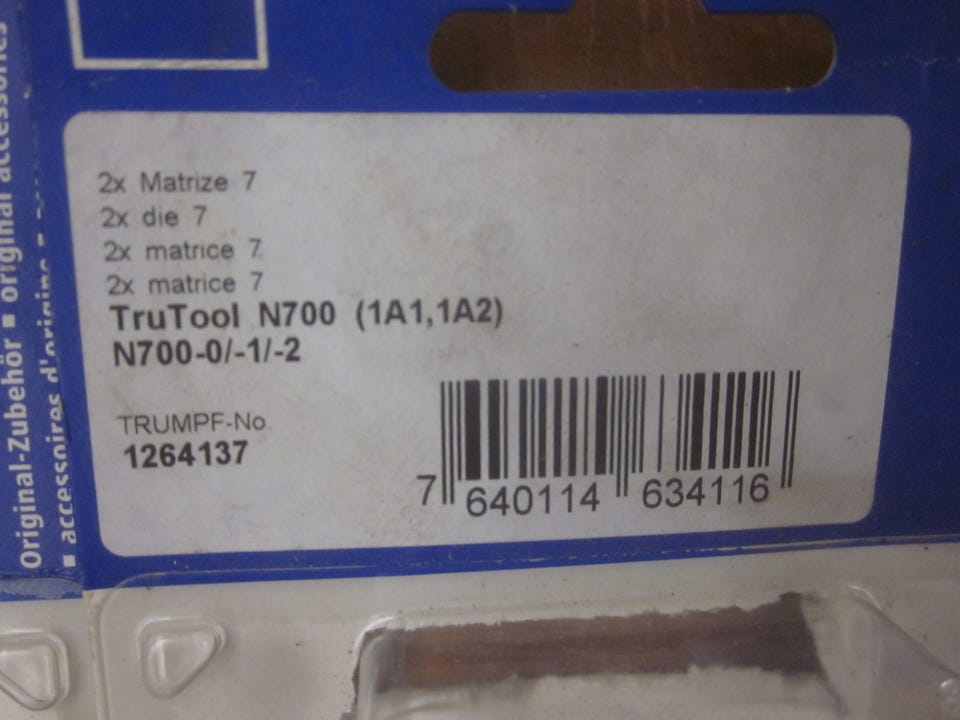 2x Matrize 7
2x die 7
2x matrice 7
2x matrice 7
TruTool N700 (1A1,1A2)
N700-0/-1/-2
TRUMPF-No.
1264137
7 640114 634116
Original-Zubehör ■ original accessories
■ accessoires d'origine